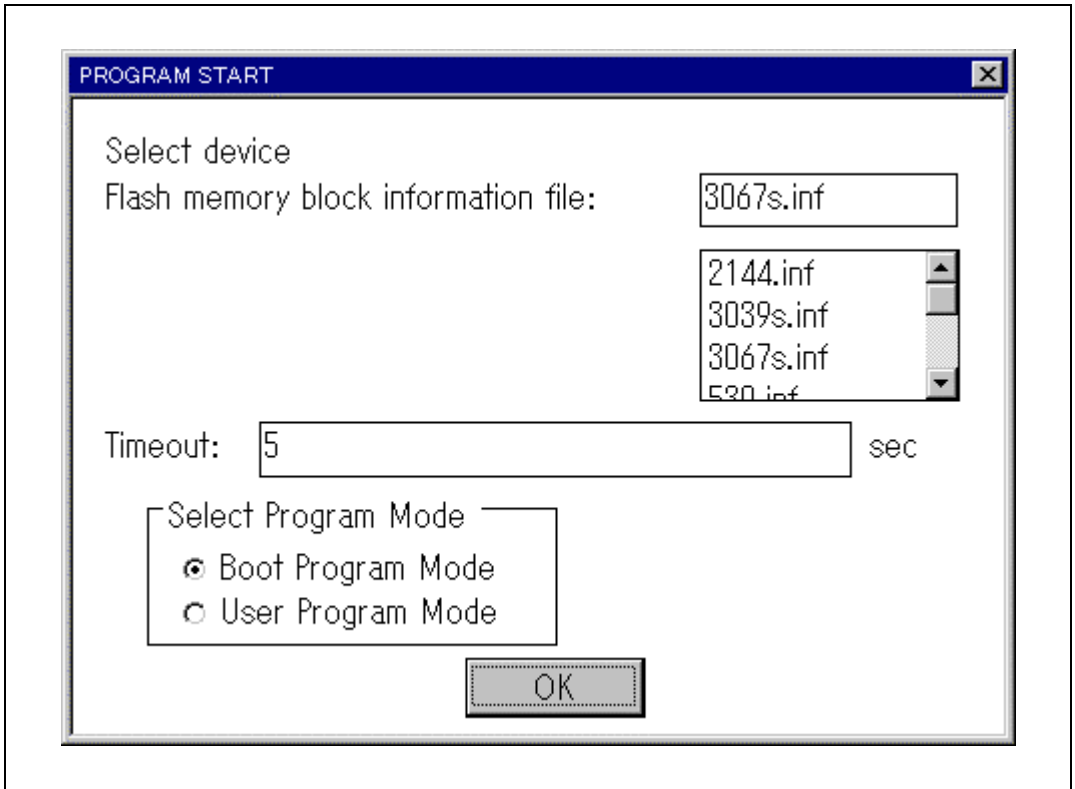 PROGRAM START
Select device
Flash memory block information file: 3067s.inf
2144.inf
3039s.inf
3067s.inf
Timeout: 5 sec
Select Program Mode
Boot Program Mode
User Program Mode
OK